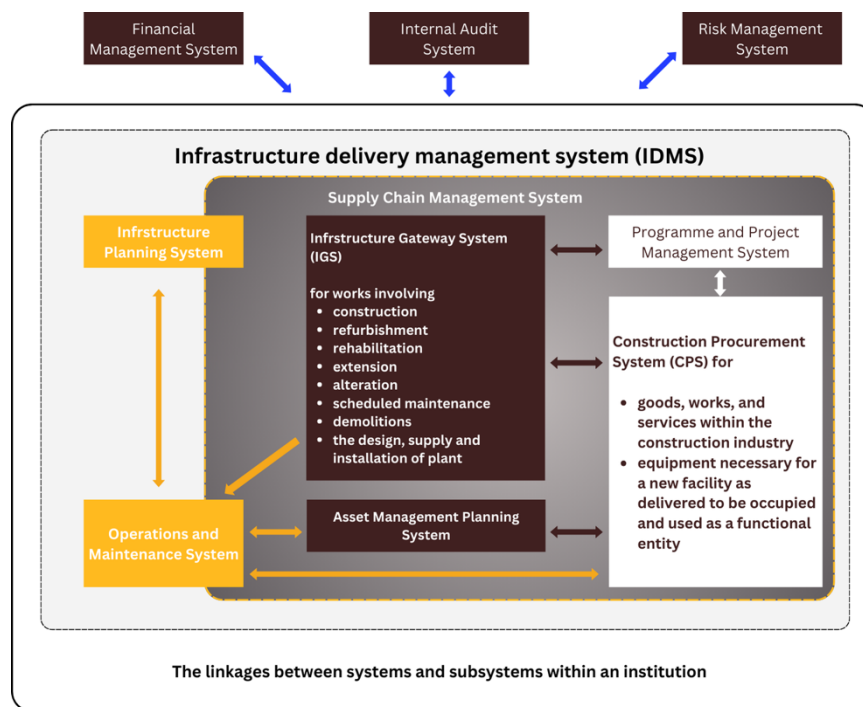 Financial
Management System
Internal Audit
System
Risk Management
System
Infrastructure delivery management system (IDMS)
Supply Chain Management System
Infrstructure
Planning System
Infrstructure Gateway System
(IGS)
for works involving
• construction
• refurbishment
• rehabilitation
• extension
• alteration
• scheduled maintenance
• demolitions
• the design, supply and
installation of plant
Programme and Project
Management System
Construction Procurement
System (CPS) for
• goods, works, and
services within the
construction industry
• equipment necessary for
a new facility as
delivered to be occupied
and used as a functional
entity
Operations and
Maintenance System
Asset Management Planning
System
The linkages between systems and subsystems within an institution